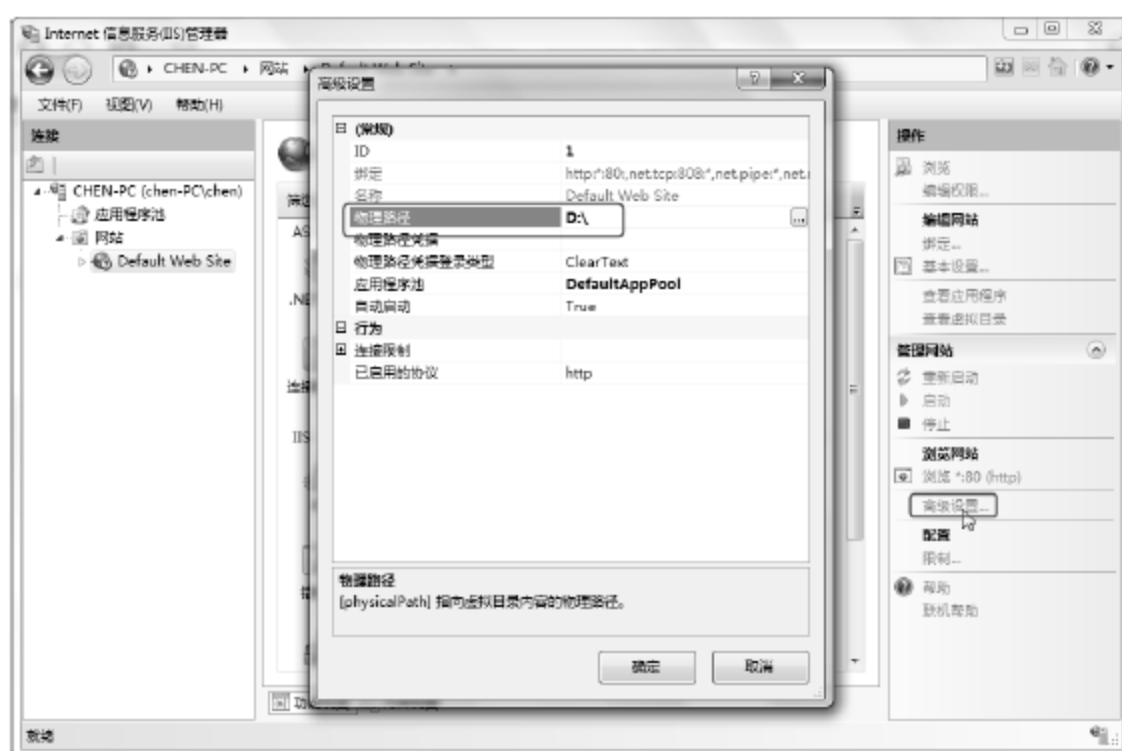 Internet 信息服务(IIS)管理器
CHEN-PC 网站
文件(F) 视图(V) 帮助(H)
连接
CHEN-PC (chen-PC\chen)
应用程序池
网站
Default Web Site
高级设置
(常规)
ID 1
绑定 http:*:80:,net.tcp:808:*,net.pipe:*,net.
名称 Default Web Site
物理路径 D:\
物理路径凭据
物理路径凭据登录类型 ClearText
应用程序池 DefaultAppPool
自动启动 True
行为
连接限制
已启用的协议 http
物理路径
[physicalPath] 指向虚拟目录内容的物理路径。
确定 取消
操作
浏览
编辑权限...
编辑网站
绑定...
基本设置...
查看应用程序
查看虚拟目录
管理网站
重新启动
启动
停止
浏览网站
浏览 *:80 (http)
高级设置...
配置
限制...
帮助
联机帮助
就绪